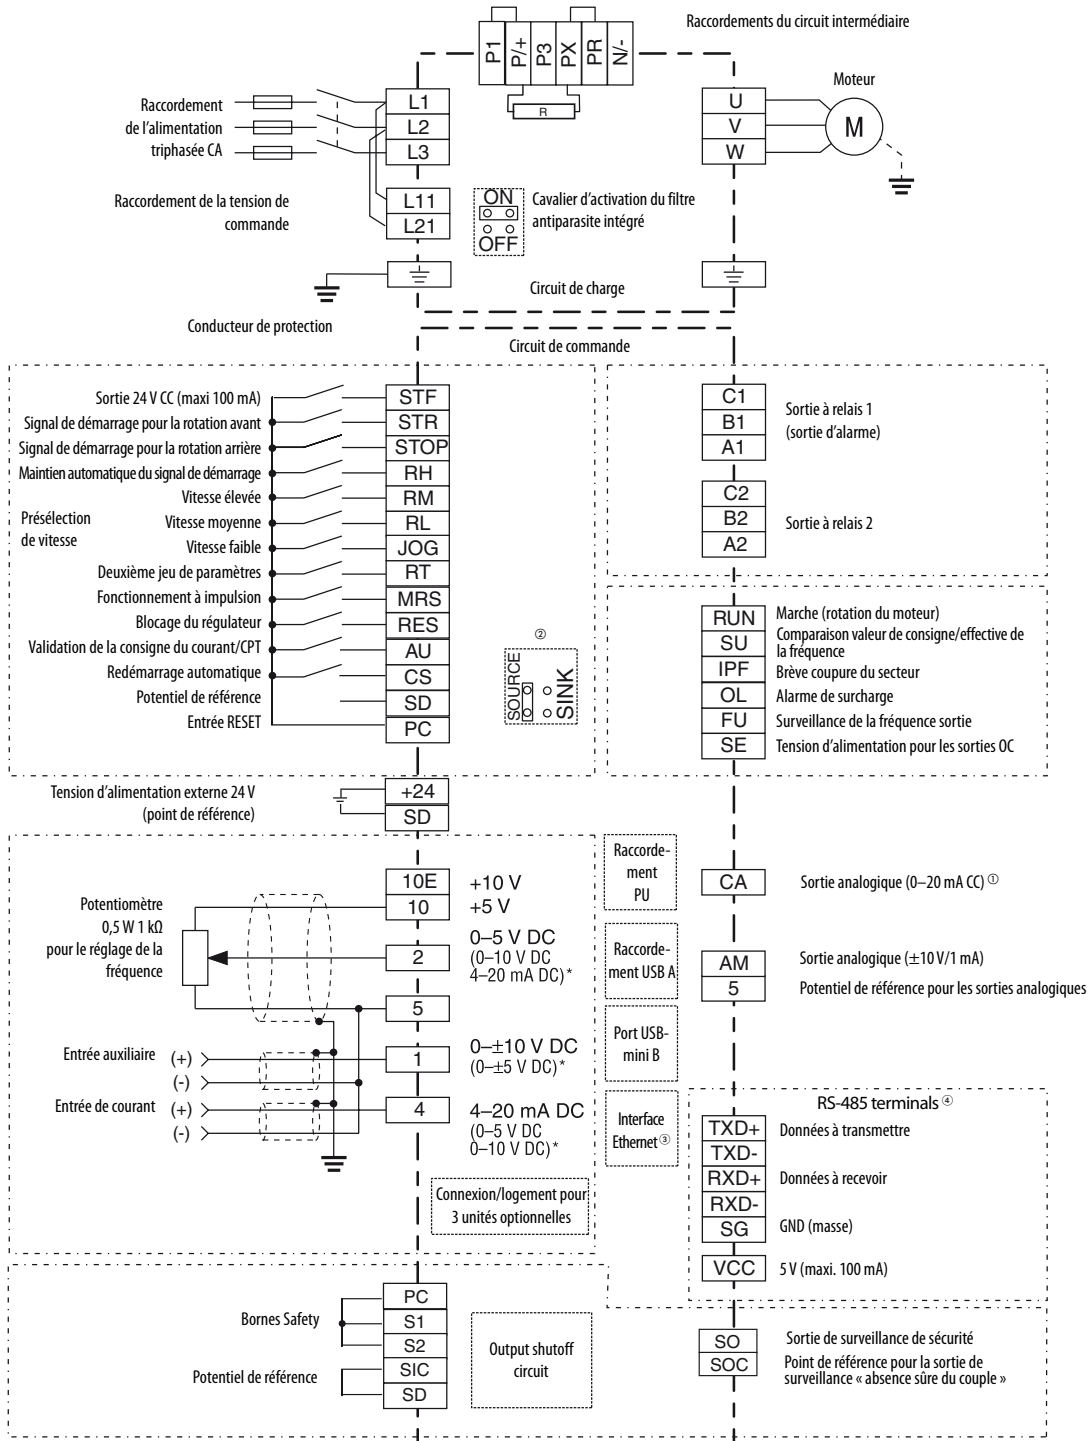 P1
P/+
P3
PX
PR
N/-
R
Raccordements du circuit intermédiaire
Raccordement
de l'alimentation
triphasée CA
L1
L2
L3
U
V
W
Moteur
M
Raccordement de la tension de
commande
L11
L21
ON
OFF
Cavalier d'activation du filtre
antiparasite intégré
Circuit de charge
Conducteur de protection
Circuit de commande
Sortie 24 V CC (maxi 100 mA)
STF
Signal de démarrage pour la rotation avant
STR
Signal de démarrage pour la rotation arrière
STOP
Maintien automatique du signal de démarrage
RH
Présélection
de vitesse
Vitesse élevée
RM
Vitesse moyenne
RL
Vitesse faible
JOG
Deuxième jeu de paramètres
RT
Fonctionnement à impulsion
MRS
Blocage du régulateur
RES
Validation de la consigne du courant/CPT
AU
Redémarrage automatique
CS
Potentiel de référence
SD
Entrée RESET
PC
②
SOURCE
SINK
C1
B1
A1
Sortie à relais 1
(sortie d'alarme)
C2
B2
A2
Sortie à relais 2
RUN
Marche (rotation du moteur)
SU
Comparaison valeur de consigne/effective de
la fréquence
IPF
Brève coupure du secteur
OL
Alarme de surcharge
FU
Surveillance de la fréquence sortie
SE
Tension d'alimentation pour les sorties OC
Tension d'alimentation externe 24 V
(point de référence)
+24
SD
Potentiomètre
0,5 W 1 kΩ
pour le réglage de la
fréquence
10E
+10 V
10
+5 V
2
0–5 V DC
(0–10 V DC
4–20 mA DC)*
5
Entrée auxiliaire
(+)
(-)
1
0–±10 V DC
(0–±5 V DC)*
Entrée de courant
(+)
(-)
4
4–20 mA DC
(0–5 V DC
0–10 V DC)*
Connexion/logement pour
3 unités optionnelles
Raccorde-
ment
PU
Raccorde-
ment USB A
Port USB-
mini B
Interface
Ethernet ③
CA
Sortie analogique (0–20 mA CC) ①
AM
Sortie analogique (±10 V/1 mA)
5
Potentiel de référence pour les sorties analogiques
RS-485 terminals ④
TXD+
Données à transmettre
TXD-
RXD+
Données à recevoir
RXD-
SG
GND (masse)
VCC
5 V (maxi. 100 mA)
Bornes Safety
PC
S1
S2
Potentiel de référence
SIC
SD
Output shutoff
circuit
SO
Sortie de surveillance de sécurité
SOC
Point de référence pour la sortie de
surveillance « absence sûre du couple »